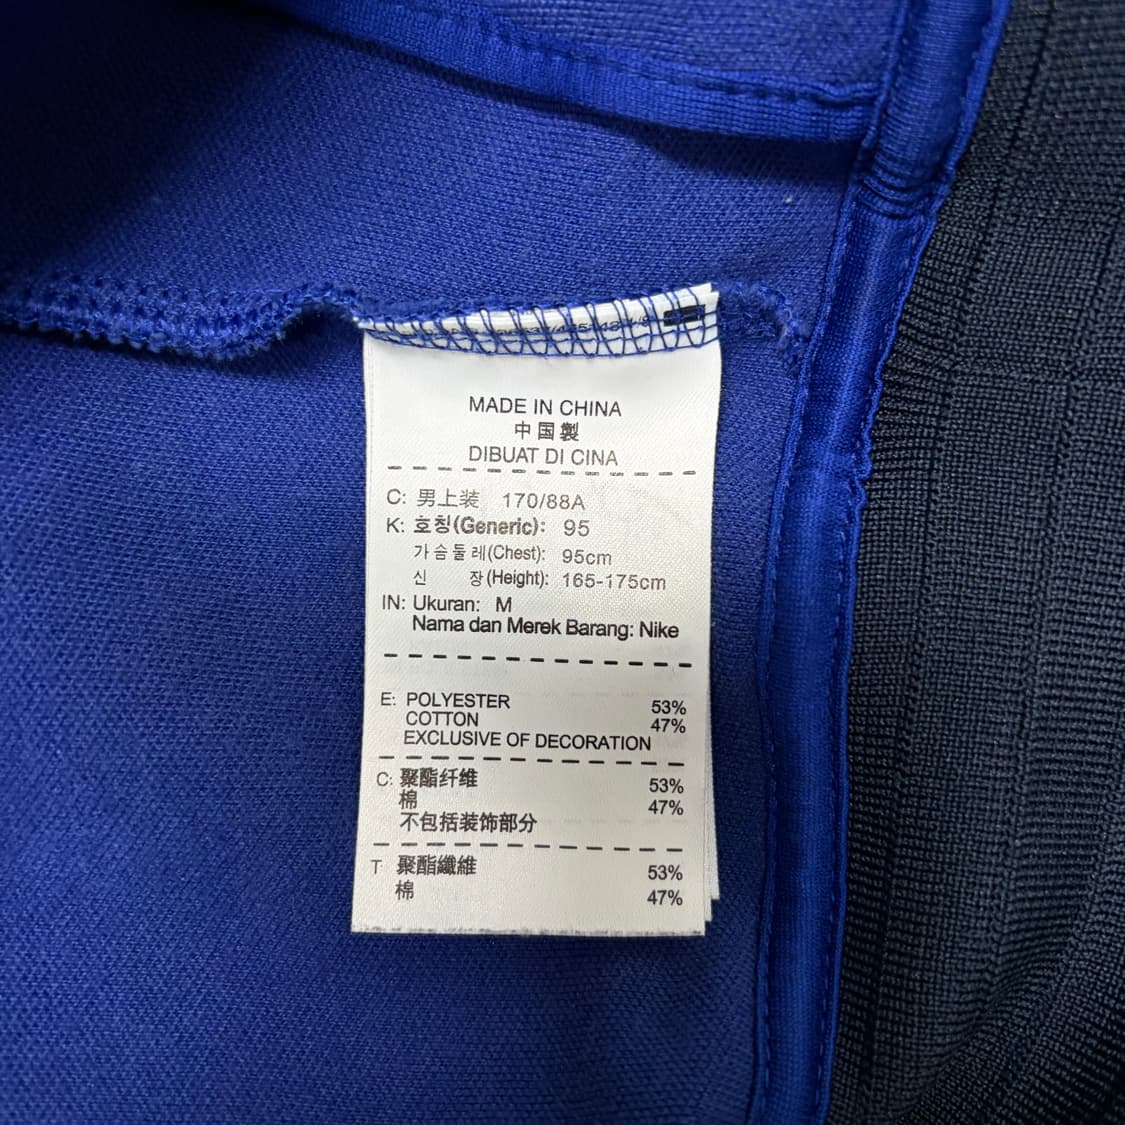 MADE IN CHINA
中国製
DIBUAT DI CINA
C: 男上装 170/88A
K: 호칭(Generic): 95
가슴둘레(Chest): 95cm
신 장(Height): 165-175cm
IN: Ukuran: M
Nama dan Merek Barang: Nike
E: POLYESTER 53%
COTTON 47%
EXCLUSIVE OF DECORATION
C: 聚酯纤维 53%
棉 47%
不包括装饰部分
T 聚酯纖維 53%
棉 47%